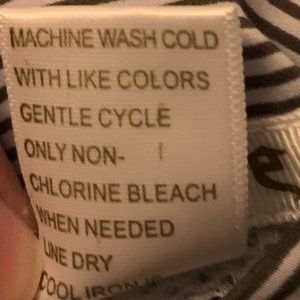 MACHINE WASH COLD
WITH LIKE COLORS
GENTLE CYCLE
ONLY NON-
CHLORINE BLEACH
WHEN NEEDED
LINE DRY
COOL IRON